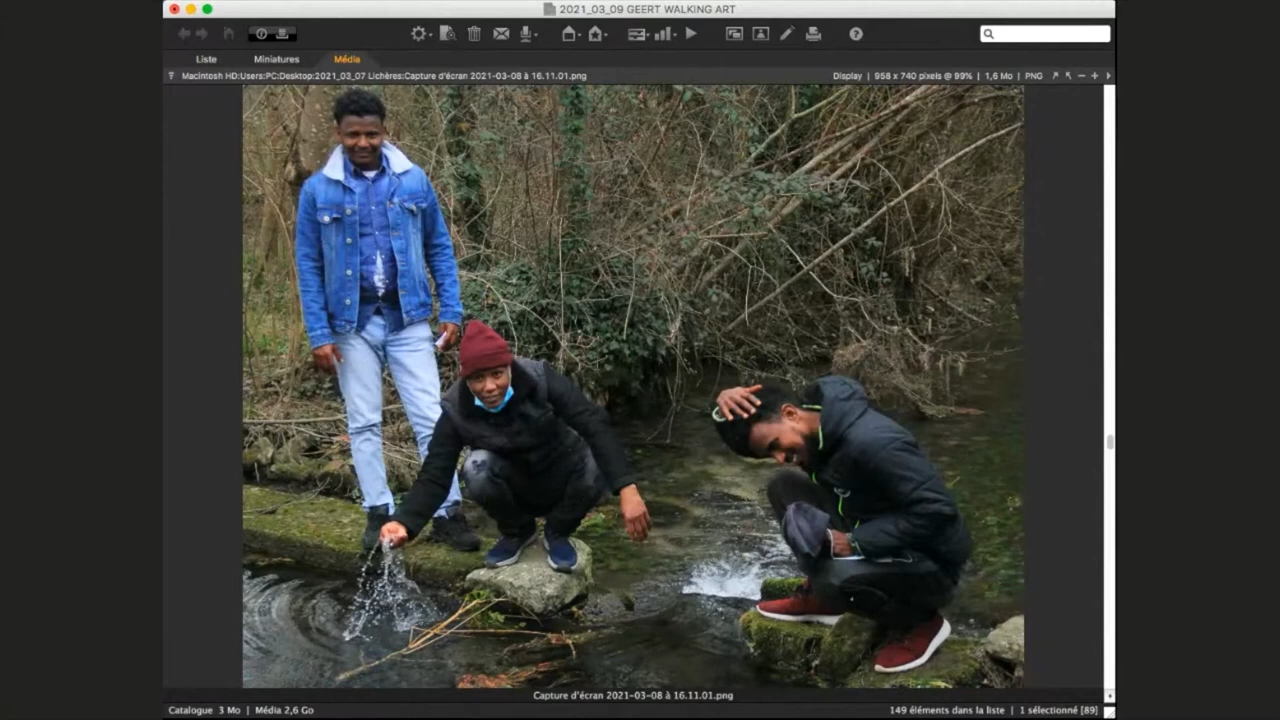 2021_03_09 GEERT WALKING ART
Liste Miniatures Média
Macintosh HD:Users:PC:Desktop:2021_03_07 Lichères:Capture d'écran 2021-03-08 à 16.11.01.png Display | 958 x 740 pixels @ 99% | 1,6 Mo | PNG
Capture d'écran 2021-03-08 à 16.11.01.png
Catalogue 3 Mo | Média 2,6 Go 149 éléments dans la liste | 1 sélectionné [89]